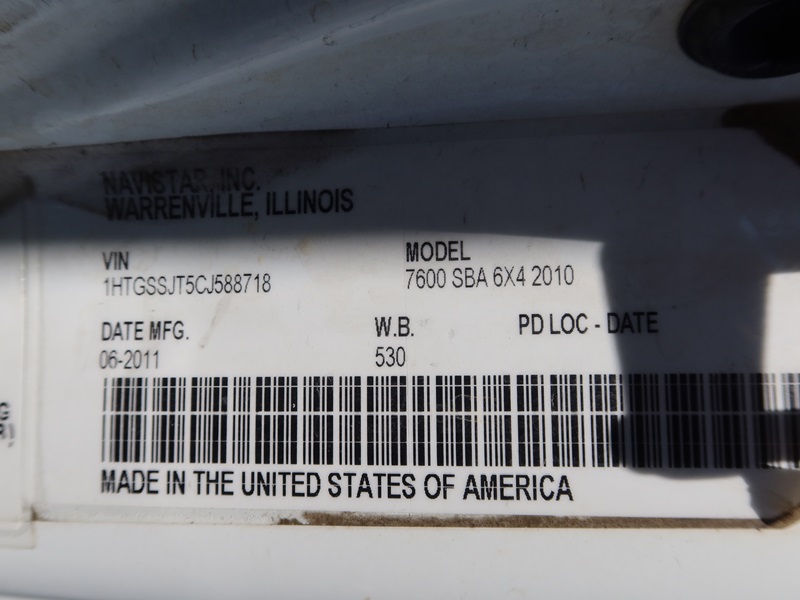 NAVISTAR, INC.
WARRENVILLE, ILLINOIS
VIN
MODEL
1HTGSSJT5CJ588718
7600 SBA 6X4 2010
DATE MFG.
W.B.
PD LOC - DATE
06-2011
530
G
R)
MADE IN THE UNITED STATES OF AMERICA